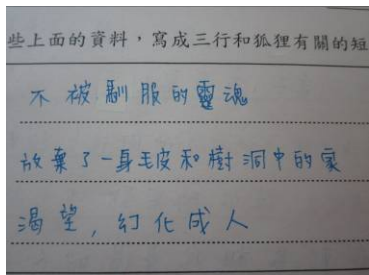 些上面的資料，寫成三行和狐狸有關的短
不被馴服的靈魂
放棄了一身毛皮和樹洞中的家
渴望，幻化成人